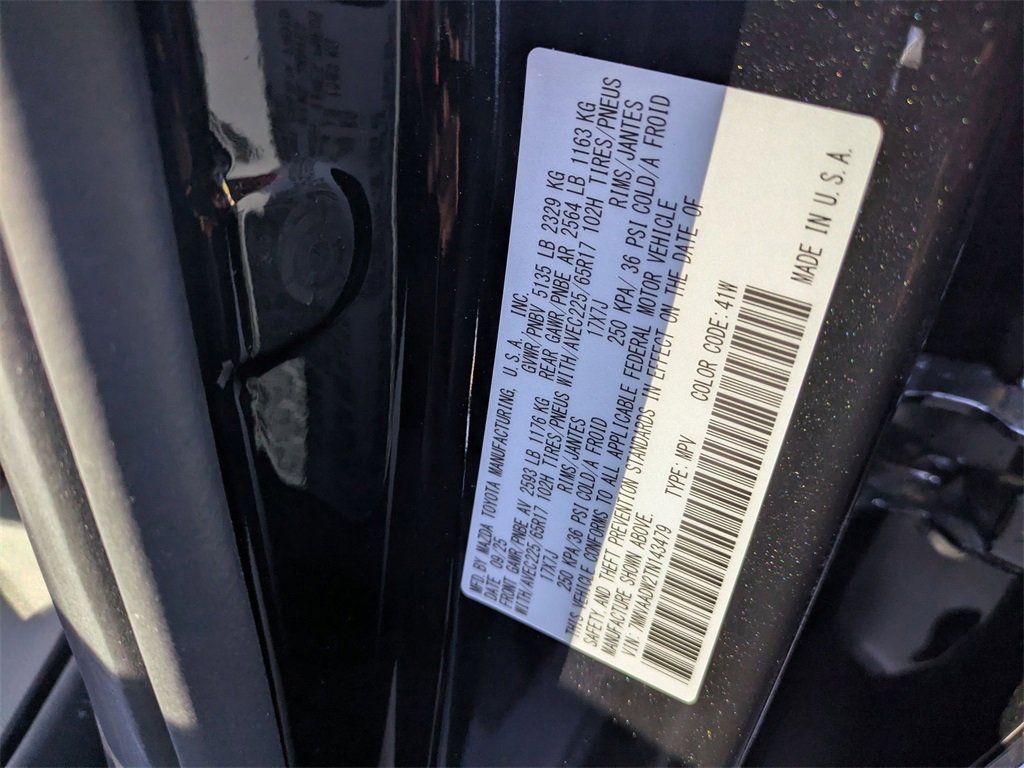 MFD. BY MAZDA TOYOTA MANUFACTURING, U.S.A. INC.
DATE 09/25 GVWR/PNBV 5135 LB 2329 KG
FRONT GAWR/PNBE AV 2593 LB 1176 KG REAR GAWR/PNBE AR 2564 LB 1163 KG
WITH/AVEC225/65R17 102H TIRES/PNEUS WITH/AVEC225/65R17 102H TIRES/PNEUS
17X7J RIMS/JANTES 17X7J RIMS/JANTES
250 KPA/36 PSI COLD/A FROID 250 KPA/36 PSI COLD/A FROID
THIS VEHICLE CONFORMS TO ALL APPLICABLE FEDERAL MOTOR VEHICLE
SAFETY AND THEFT PREVENTION STANDARDS IN EFFECT ON THE DATE OF
MANUFACTURE SHOWN ABOVE.
VIN: 7MMVAADW2TN143479 TYPE: MPV COLOR CODE: 41W
MADE IN U.S.A.